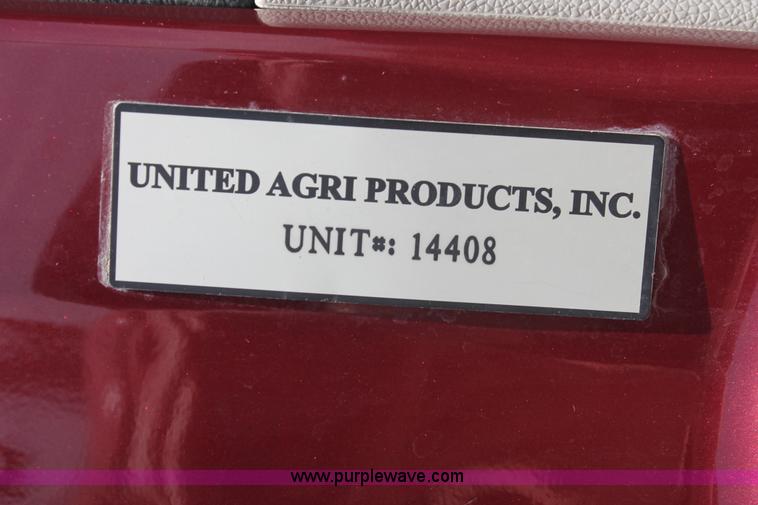 UNITED AGRI PRODUCTS, INC.
UNIT#: 14408
www.purplewave.com